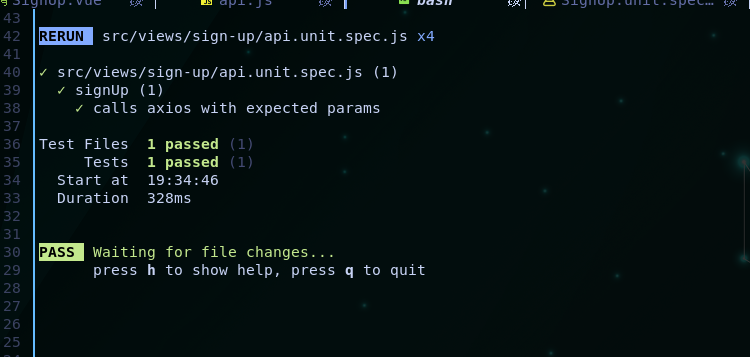 SignUp.vue api.js bash SignUp.unit.spec...
43
42 RERUN src/views/sign-up/api.unit.spec.js x4
41
40 ✓ src/views/sign-up/api.unit.spec.js (1)
39 ✓ signUp (1)
38 ✓ calls axios with expected params
37
36 Test Files 1 passed (1)
35 Tests 1 passed (1)
34 Start at 19:34:46
33 Duration 328ms
32
31
30 PASS Waiting for file changes...
29 press h to show help, press q to quit
28
27
26
25